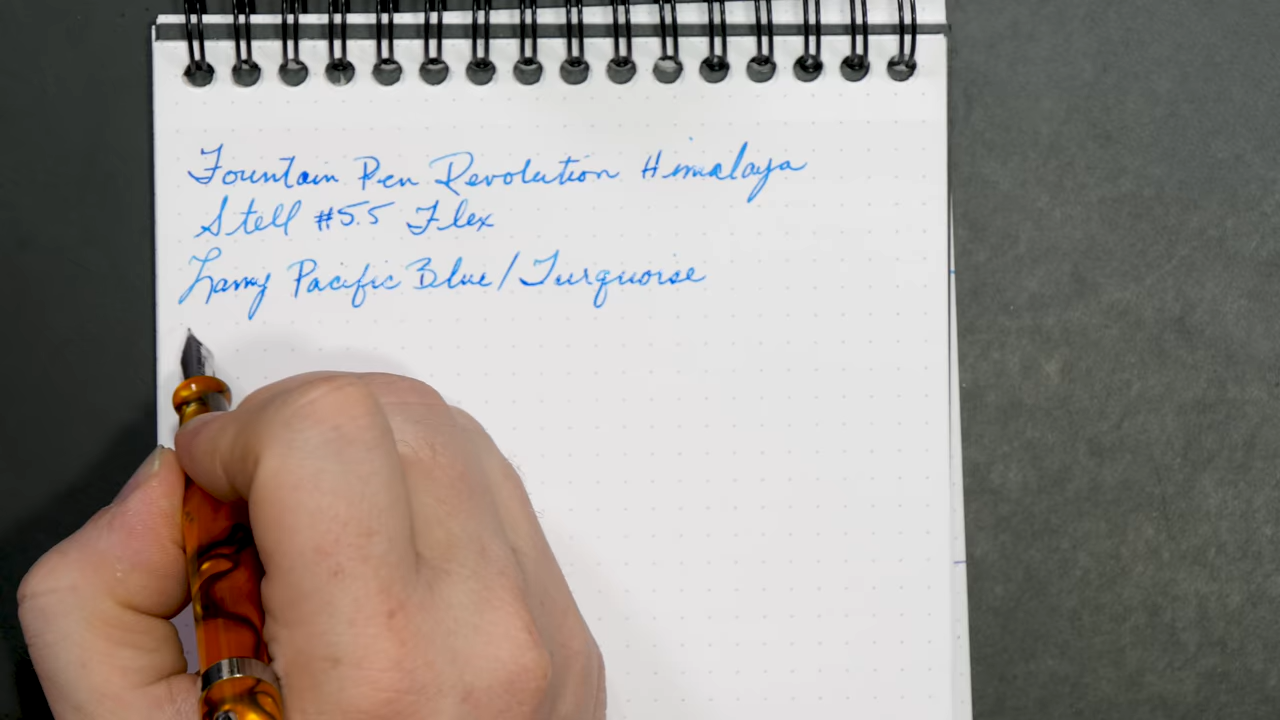 Fountain Pen Revolution Himalaya
Stell #5.5 Flex
Lamy Pacific Blue/Turquoise